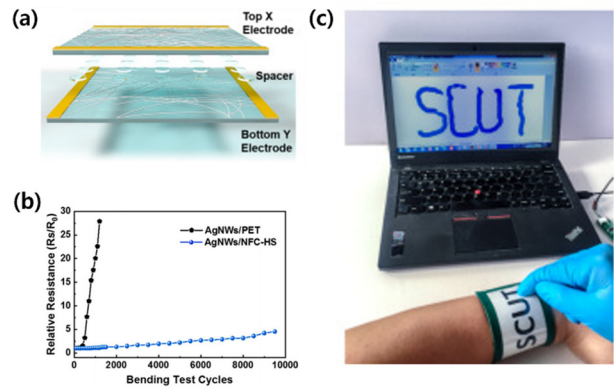 (a)
Top X
Electrode
Spacer
Bottom Y
Electrode
(b)
Relative Resistance (Rs/R₀)
30
25
20
15
10
5
0
AgNWs/PET
AgNWs/NFC-HS
0 2000 4000 6000 8000 10000
Bending Test Cycles
(c)
SCUT
ThinkPad
SCUT